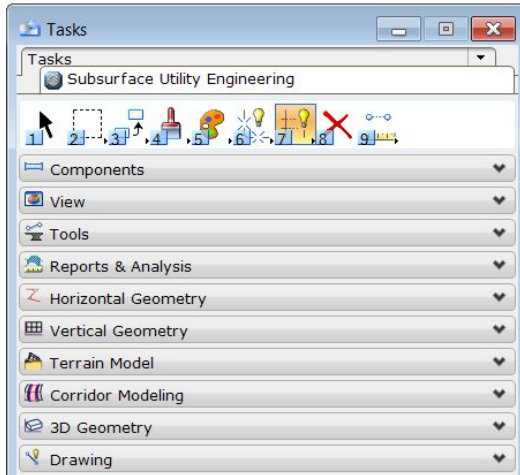 Tasks
Tasks
Subsurface Utility Engineering
1 2 3 4 5 6 7 8 9
Components
View
Tools
Reports & Analysis
Horizontal Geometry
Vertical Geometry
Terrain Model
Corridor Modeling
3D Geometry
Drawing